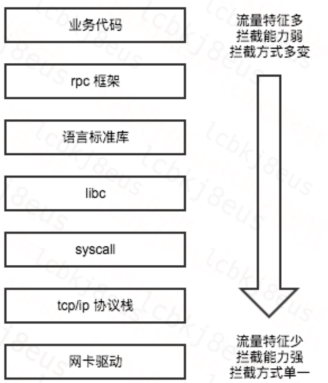 业务代码
流量特征多
拦截能力弱
拦截方式多变
rpc 框架
语言标准库
libc
syscall
tcp/ip 协议栈
网卡驱动
流量特征少
拦截能力强
拦截方式单一
lcbkj8eus